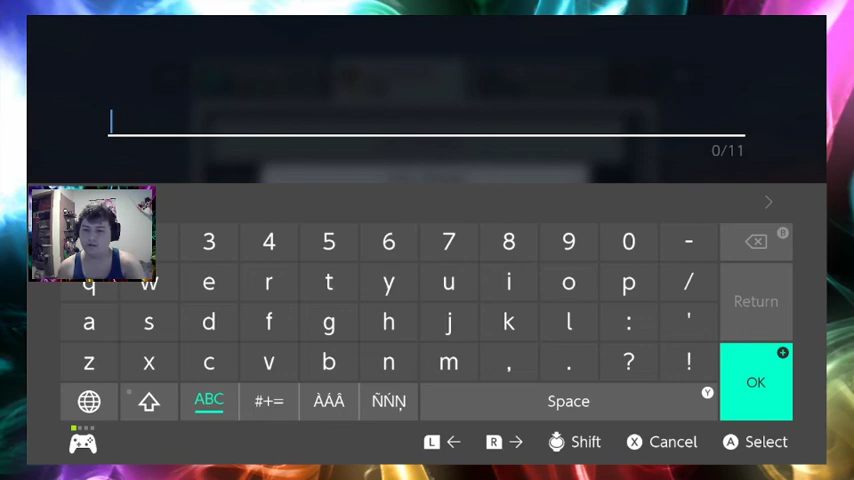 0/11
3 4 5 6 7 8 9 0 -
q w e r t y u i o p /
Return
a s d f g h j k l : '
z x c v b n m , . ? ! OK
ABC #+= ÀÁÂ ÑŃŅ Space
L ← R → Shift X Cancel A Select